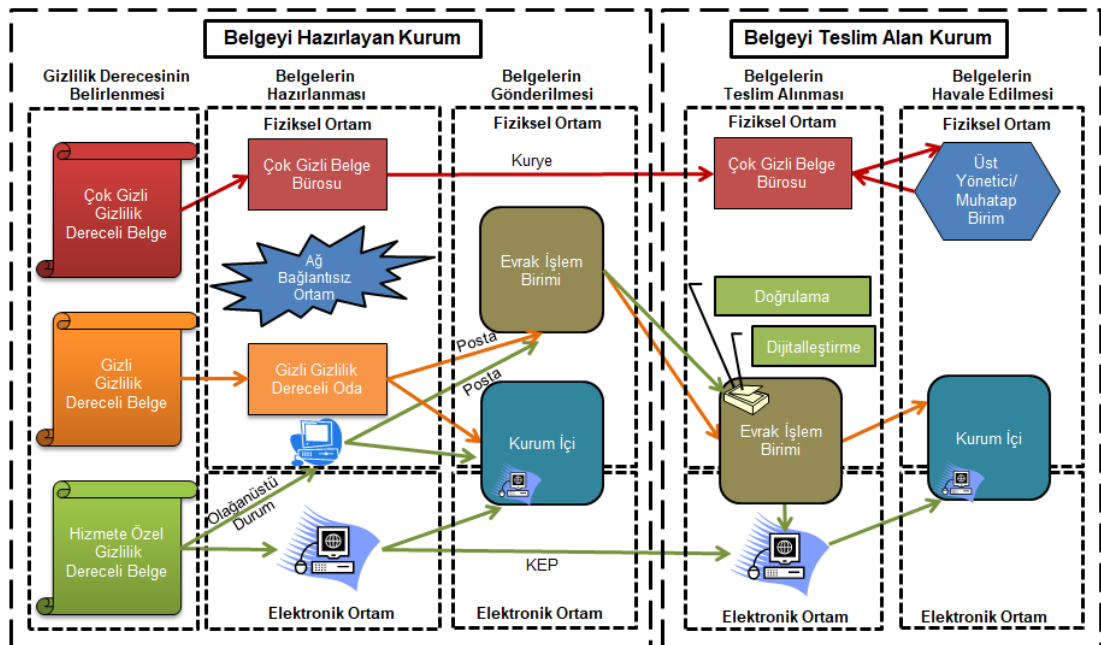 Belgeyi Hazırlayan Kurum
Gizlilik Derecesinin
Belirlenmesi
Belgelerin
Hazırlanması
Belgelerin
Gönderilmesi
Fiziksel Ortam
Fiziksel Ortam
Çok Gizli
Gizlilik
Dereceli Belge
Çok Gizli Belge
Bürosu
Kurye
Ağ
Bağlantısız
Ortam
Evrak İşlem
Birimi
Gizli
Gizlilik
Dereceli Belge
Gizli Gizlilik
Dereceli Oda
Posta
Posta
Kurum İçi
Olağanüstü
Durum
Hizmete Özel
Gizlilik
Dereceli Belge
KEP
Elektronik Ortam
Elektronik Ortam
Belgeyi Teslim Alan Kurum
Belgelerin
Teslim Alınması
Belgelerin
Havale Edilmesi
Fiziksel Ortam
Fiziksel Ortam
Çok Gizli Belge
Bürosu
Üst
Yönetici/
Muhatap
Birim
Doğrulama
Dijitalleştirme
Evrak İşlem
Birimi
Kurum İçi
Elektronik Ortam
Elektronik Ortam